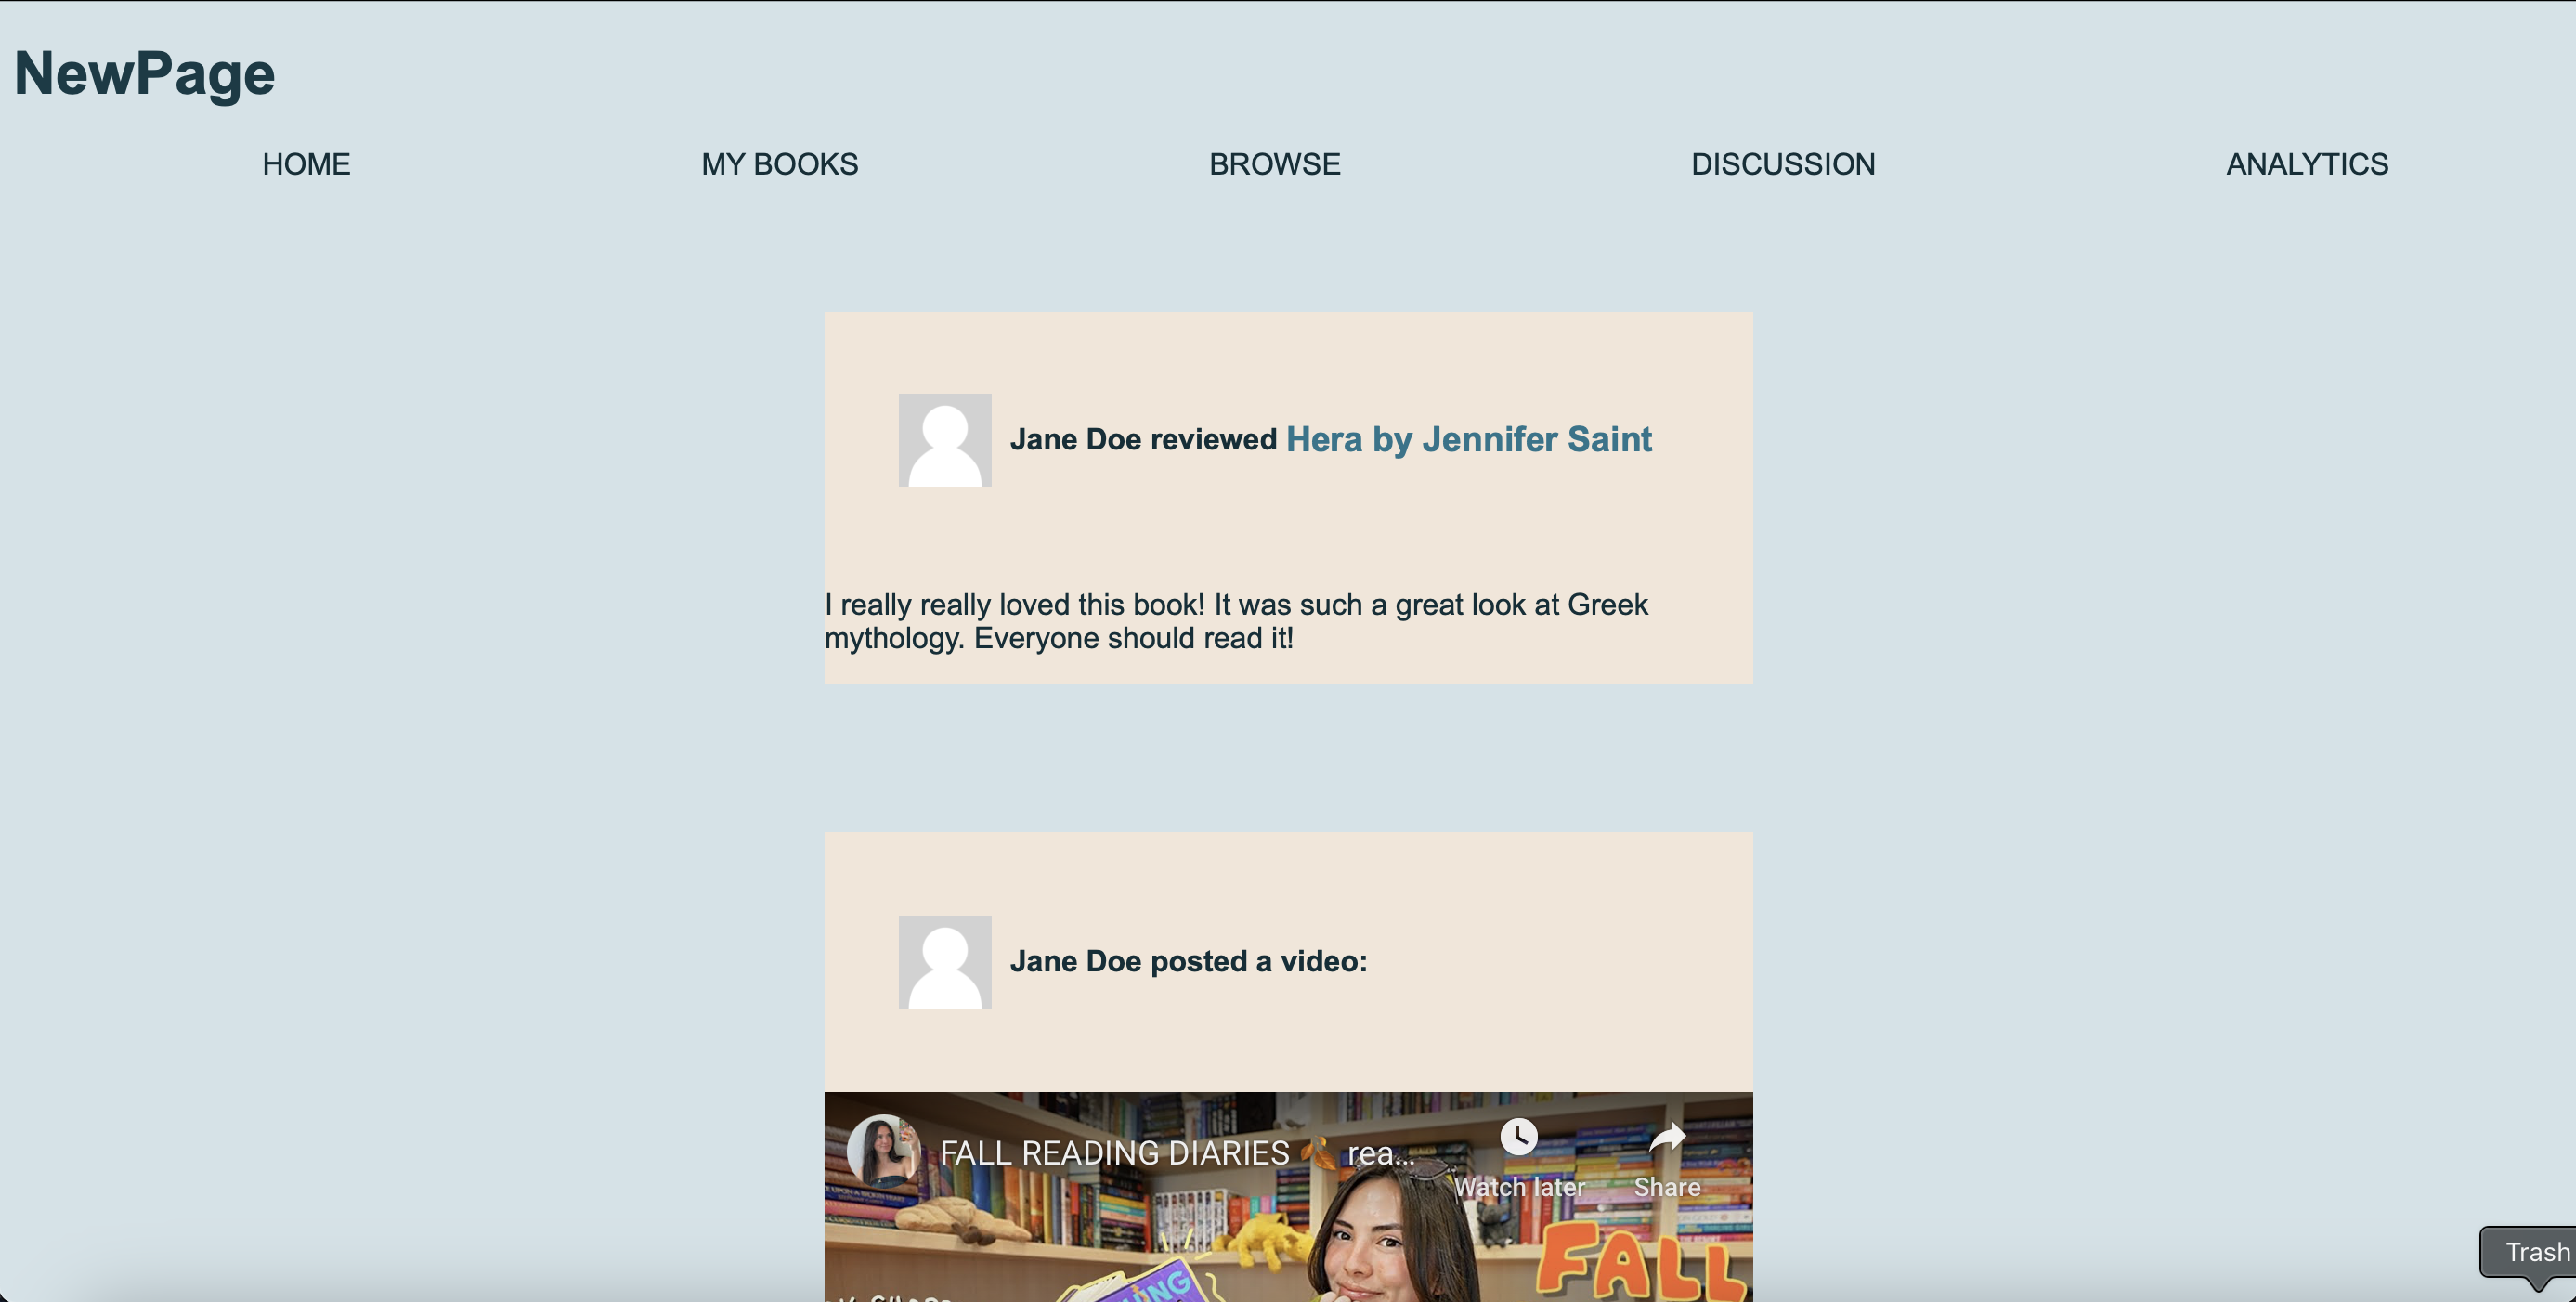 NewPage
HOME MY BOOKS BROWSE DISCUSSION ANALYTICS
Jane Doe reviewed Hera by Jennifer Saint
I really really loved this book! It was such a great look at Greek
mythology. Everyone should read it!
Jane Doe posted a video:
FALL READING DIARIES 🍂 rea...
Watch later Share
FALL
Trash